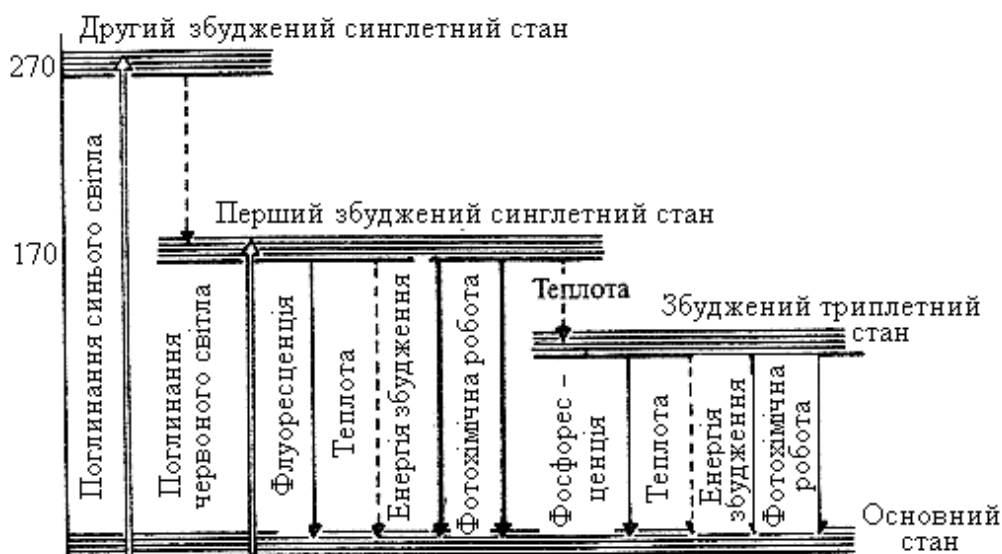 Другий збуджений синглетний стан
270
Поглинання синього світла
Перший збуджений синглетний стан
170
Поглинання
червоного світла
Флуоресценція
Теплота
Енергія збудження
Фотохімічна робота
Теплота
Збуджений триплетний
стан
Фосфорес –
ценція
Теплота
Енергія
збудження
Фотохімічна
робота
Основний
стан